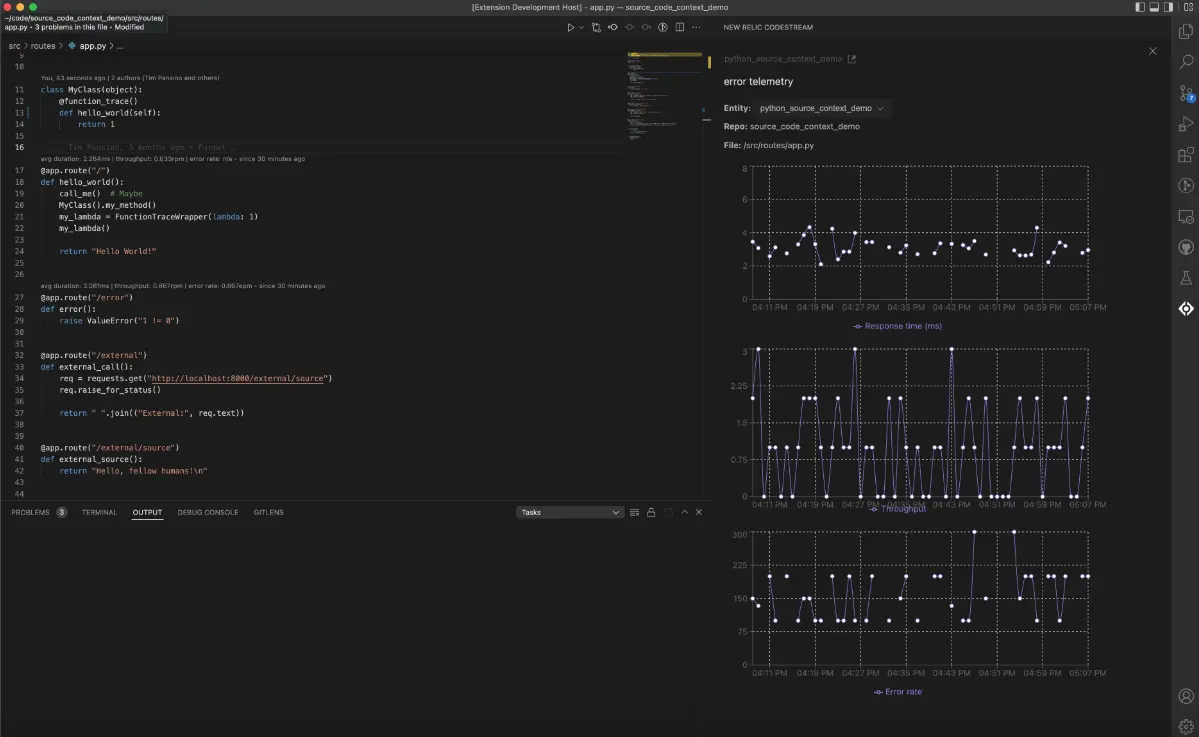 [Extension Development Host] - app.py — source_code_context_demo
~/code/source_code_context_demo/src/routes/
app.py • 3 problems in this file • Modified
src > routes > app.py > ...
9
10
You, 43 seconds ago | 2 authors (Tim Pansino and others)
11 class MyClass(object):
12 @function_trace()
13 def hello_world(self):
14 return 1
15
16 Tim Pansino, 3 months ago • Format …
avg duration: 2.284ms | throughput: 0.633rpm | error rate: n/a - since 30 minutes ago
17 @app.route("/")
18 def hello_world():
19 call_me() # Maybe
20 MyClass().my_method()
21 my_lambda = FunctionTraceWrapper(lambda: 1)
22 my_lambda()
23
24 return "Hello World!"
25
26
avg duration: 3.081ms | throughput: 0.867rpm | error rate: 0.867epm - since 30 minutes ago
27 @app.route("/error")
28 def error():
29 raise ValueError("1 != 0")
30
31
32 @app.route("/external")
33 def external_call():
34 req = requests.get("http://localhost:8000/external/source")
35 req.raise_for_status()
36
37 return " ".join(("External:", req.text))
38
39
40 @app.route("/external/source")
41 def external_source():
42 return "Hello, fellow humans!\n"
43
44
PROBLEMS 3 TERMINAL OUTPUT DEBUG CONSOLE GITLENS
Tasks
NEW RELIC CODESTREAM
python_source_context_demo
error telemetry
Entity: python_source_context_demo
Repo: source_code_context_demo
File: /src/routes/app.py
8
6
4
2
0
04:11 PM 04:19 PM 04:27 PM 04:35 PM 04:43 PM 04:51 PM 04:59 PM 05:07 PM
Response time (ms)
3
2.25
1.5
0.75
0
04:11 PM 04:19 PM 04:27 PM 04:35 PM 04:43 PM 04:51 PM 04:59 PM 05:07 PM
Throughput
300
225
150
75
0
04:11 PM 04:19 PM 04:27 PM 04:35 PM 04:43 PM 04:51 PM 04:59 PM 05:07 PM
Error rate